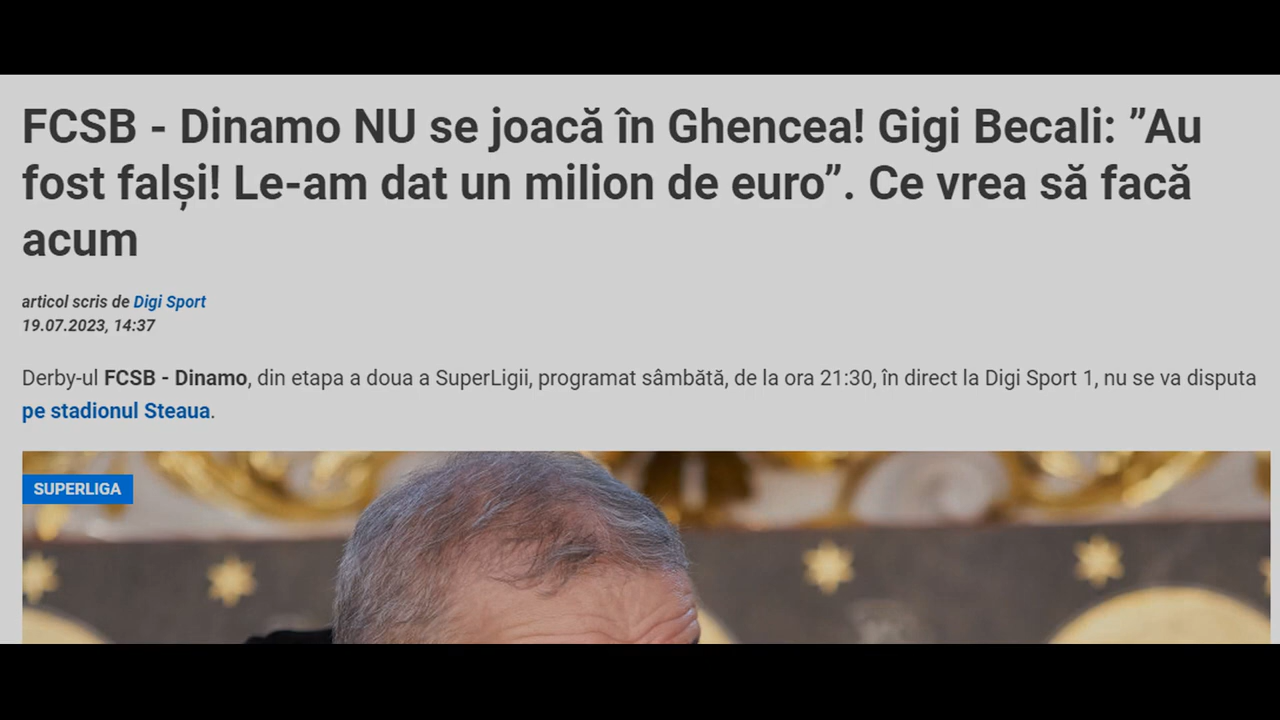 FCSB - Dinamo NU se joacă în Ghencea! Gigi Becali: ”Au
fost falși! Le-am dat un milion de euro”. Ce vrea să facă
acum
articol scris de Digi Sport
19.07.2023, 14:37
Derby-ul FCSB - Dinamo, din etapa a doua a SuperLigii, programat sâmbătă, de la ora 21:30, în direct la Digi Sport 1, nu se va disputa
pe stadionul Steaua.
SUPERLIGA